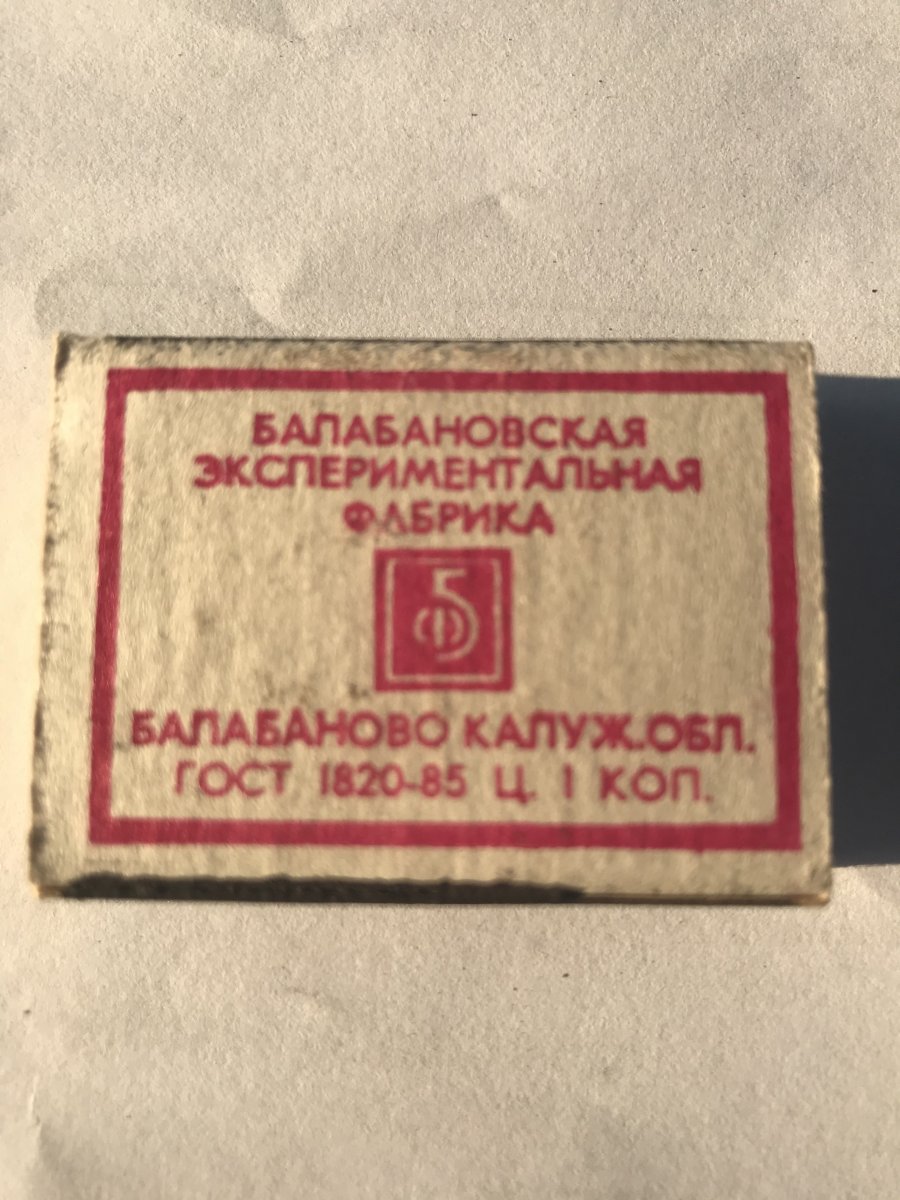 БАЛАБАНОВСКАЯ
ЭКСПЕРИМЕНТАЛЬНАЯ
ФАБРИКА
БФ
БАЛАБАНОВО КАЛУЖ.ОБЛ.
ГОСТ 1820-85 Ц. 1 КОП.